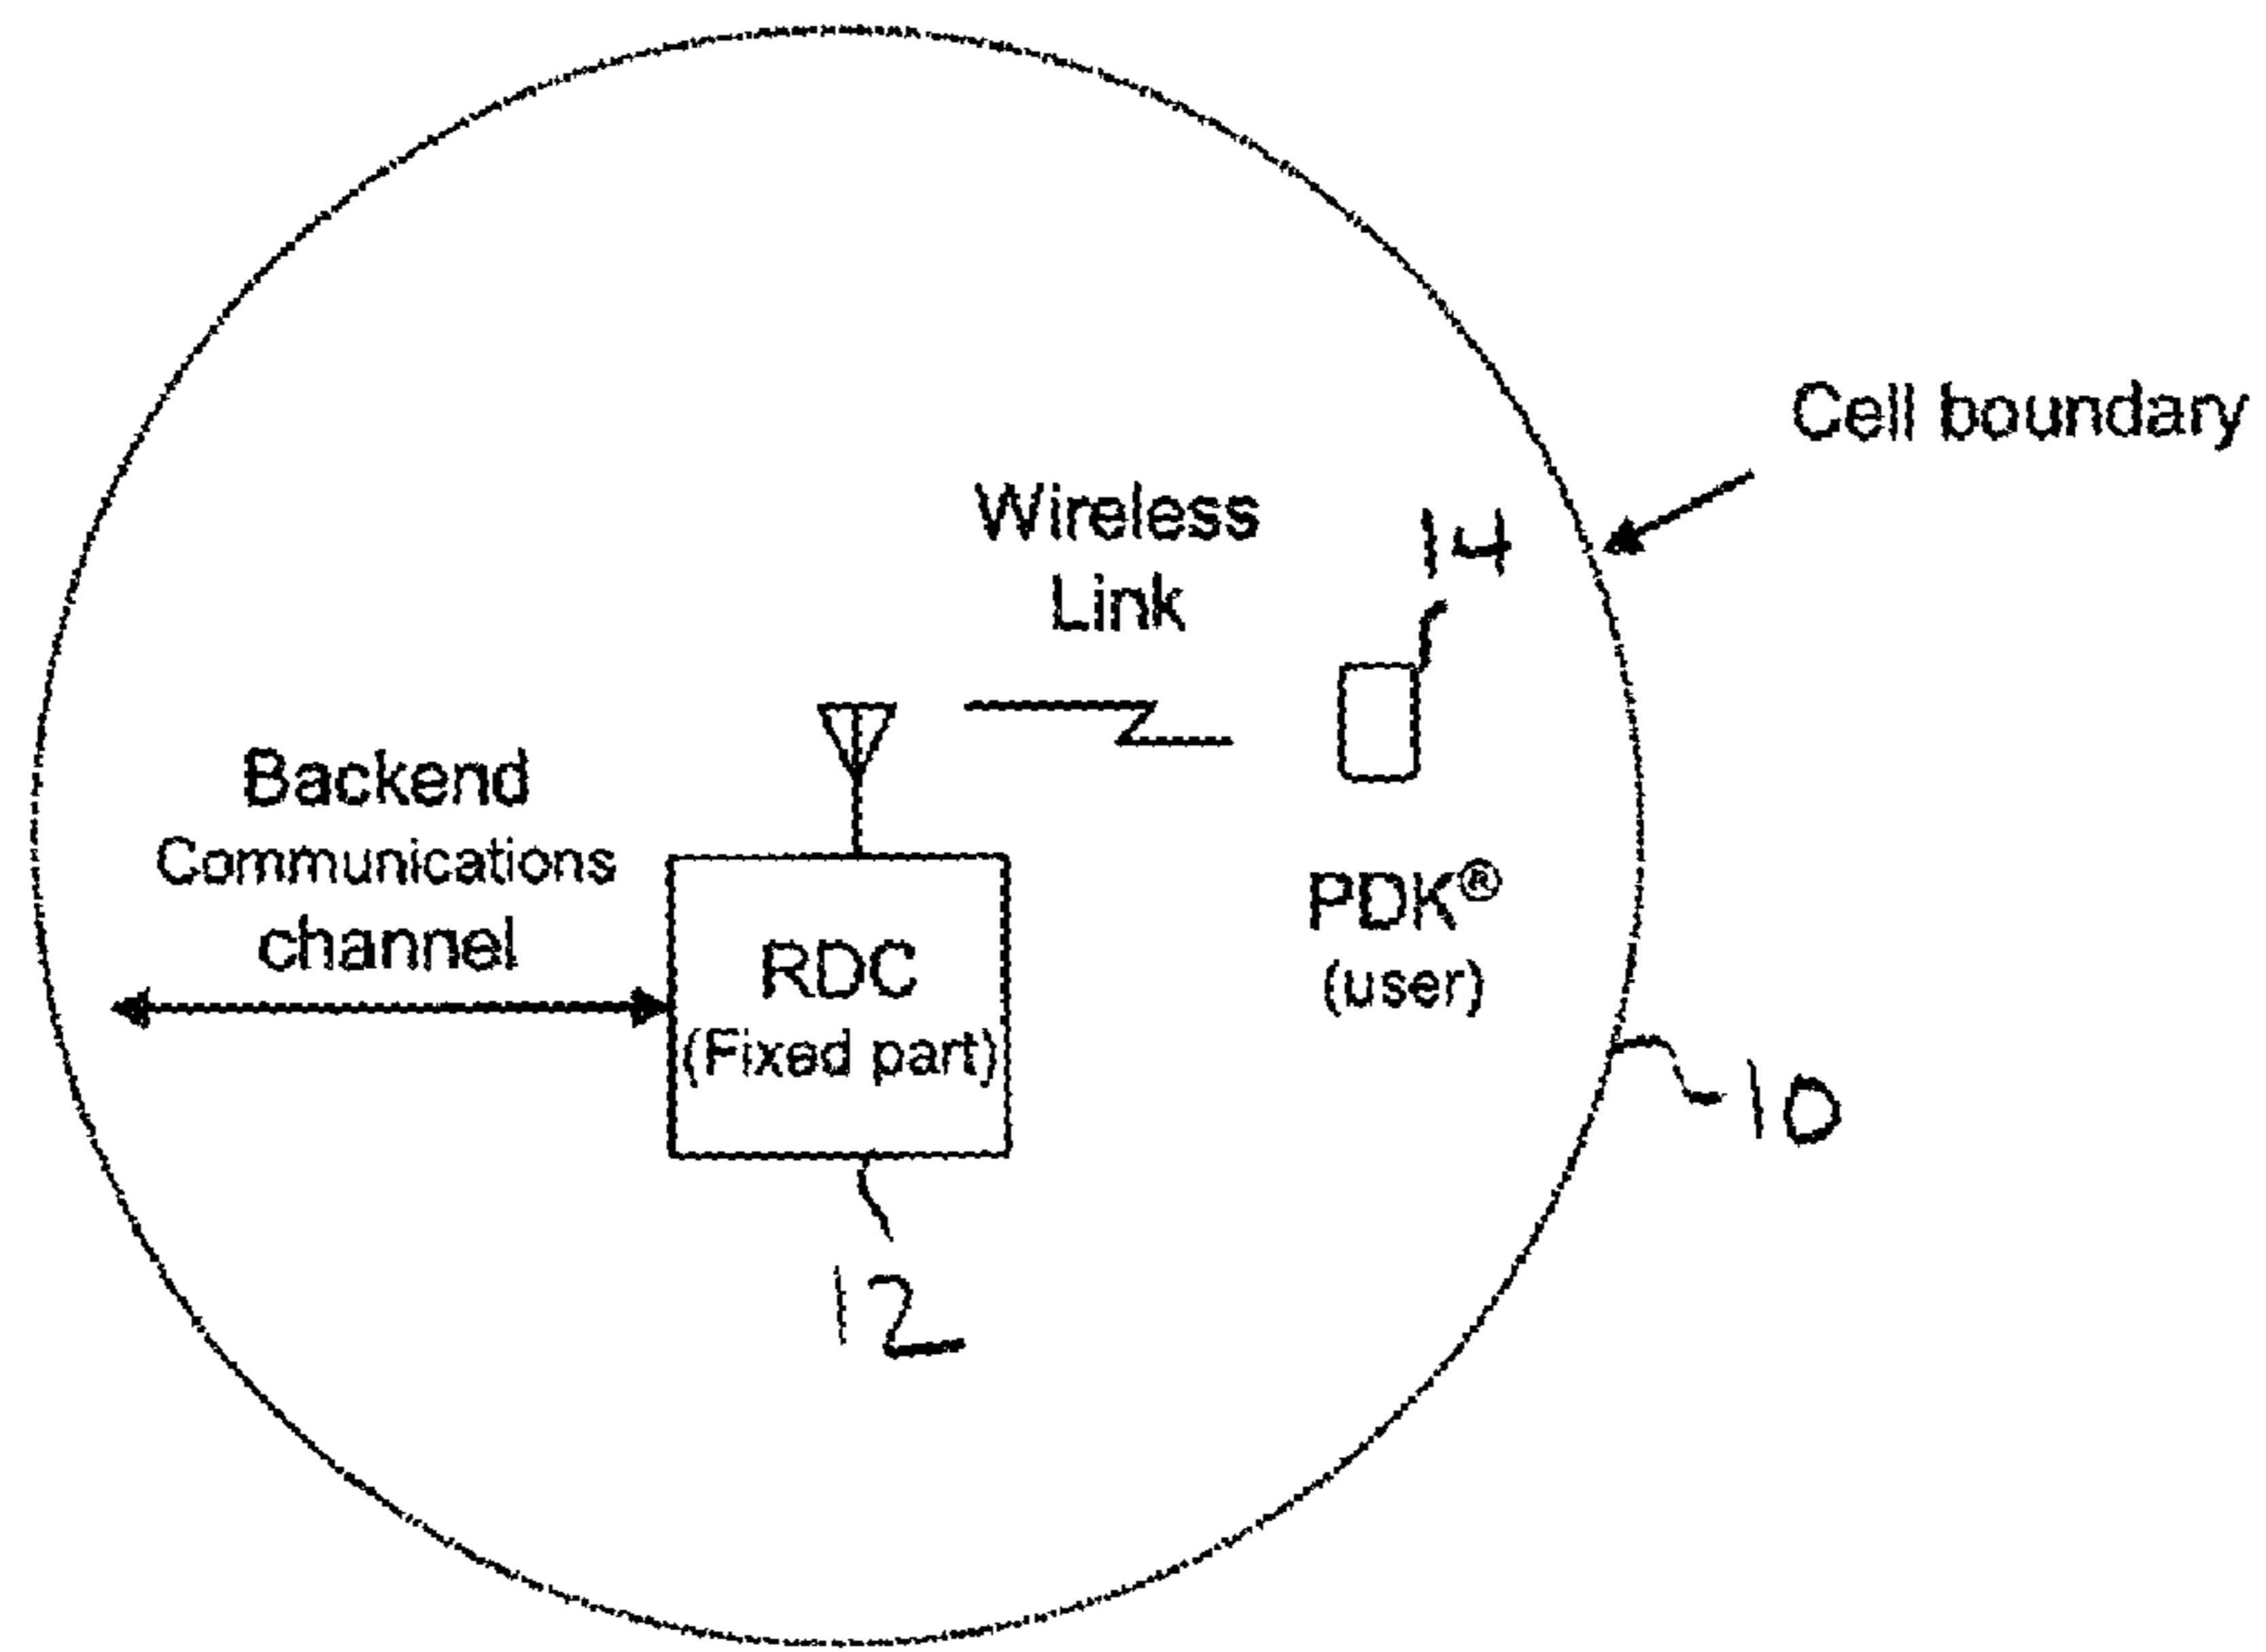 Cell boundary
Wireless
Link
14
Backend
Communications
channel
RDC
(Fixed part)
PDK®
(user)
10
12